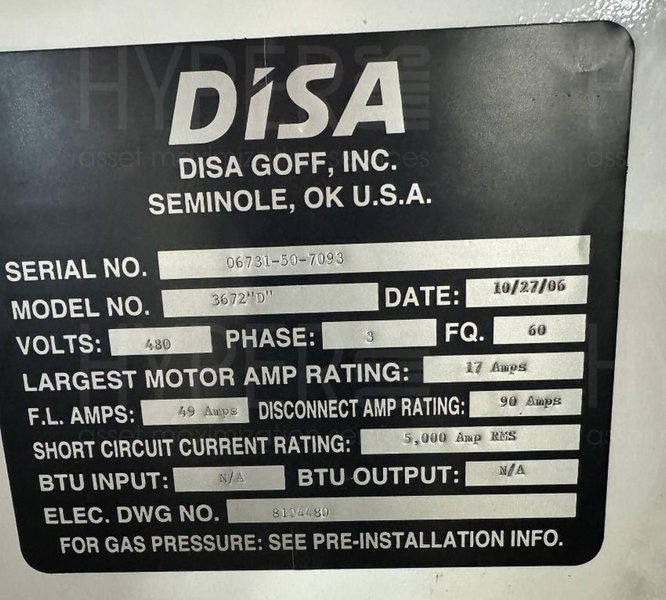 DISA
DISA GOFF, INC.
SEMINOLE, OK U.S.A.
SERIAL NO. 06731-50-7093
MODEL NO. 3672"D" DATE: 10/27/06
VOLTS: 480 PHASE: 3 FQ. 60
LARGEST MOTOR AMP RATING: 17 Amps
F.L. AMPS: 49 Amps DISCONNECT AMP RATING: 90 Amps
SHORT CIRCUIT CURRENT RATING: 5,000 Amp RMS
BTU INPUT: N/A BTU OUTPUT: N/A
ELEC. DWG NO. 8104480
FOR GAS PRESSURE: SEE PRE-INSTALLATION INFO.